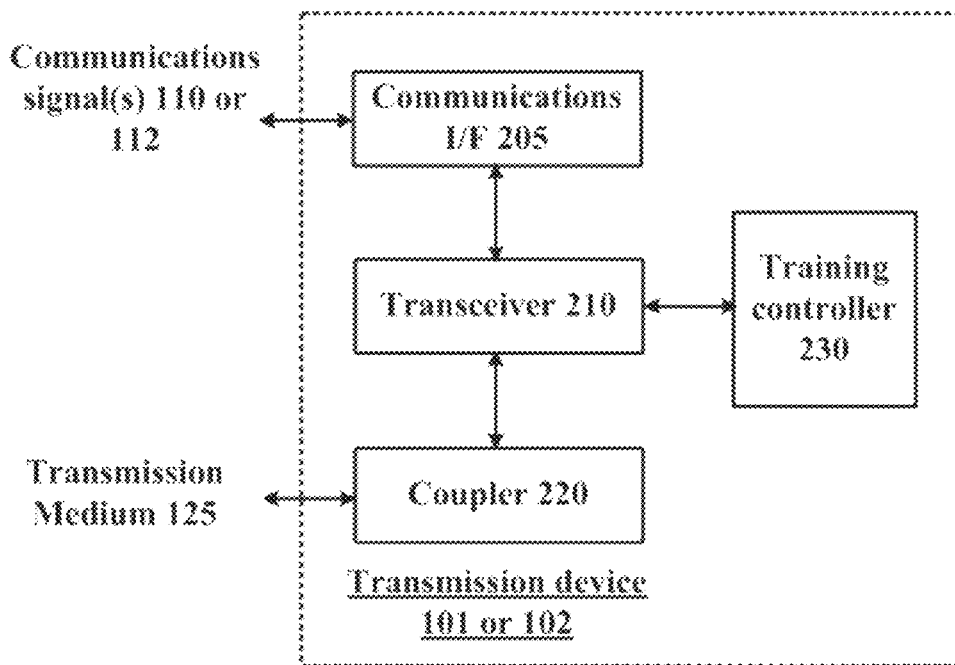 Communications
signal(s) 110 or
112
Communications
I/F 205
Transceiver 210
Training
controller
230
Transmission
Medium 125
Coupler 220
Transmission device
101 or 102